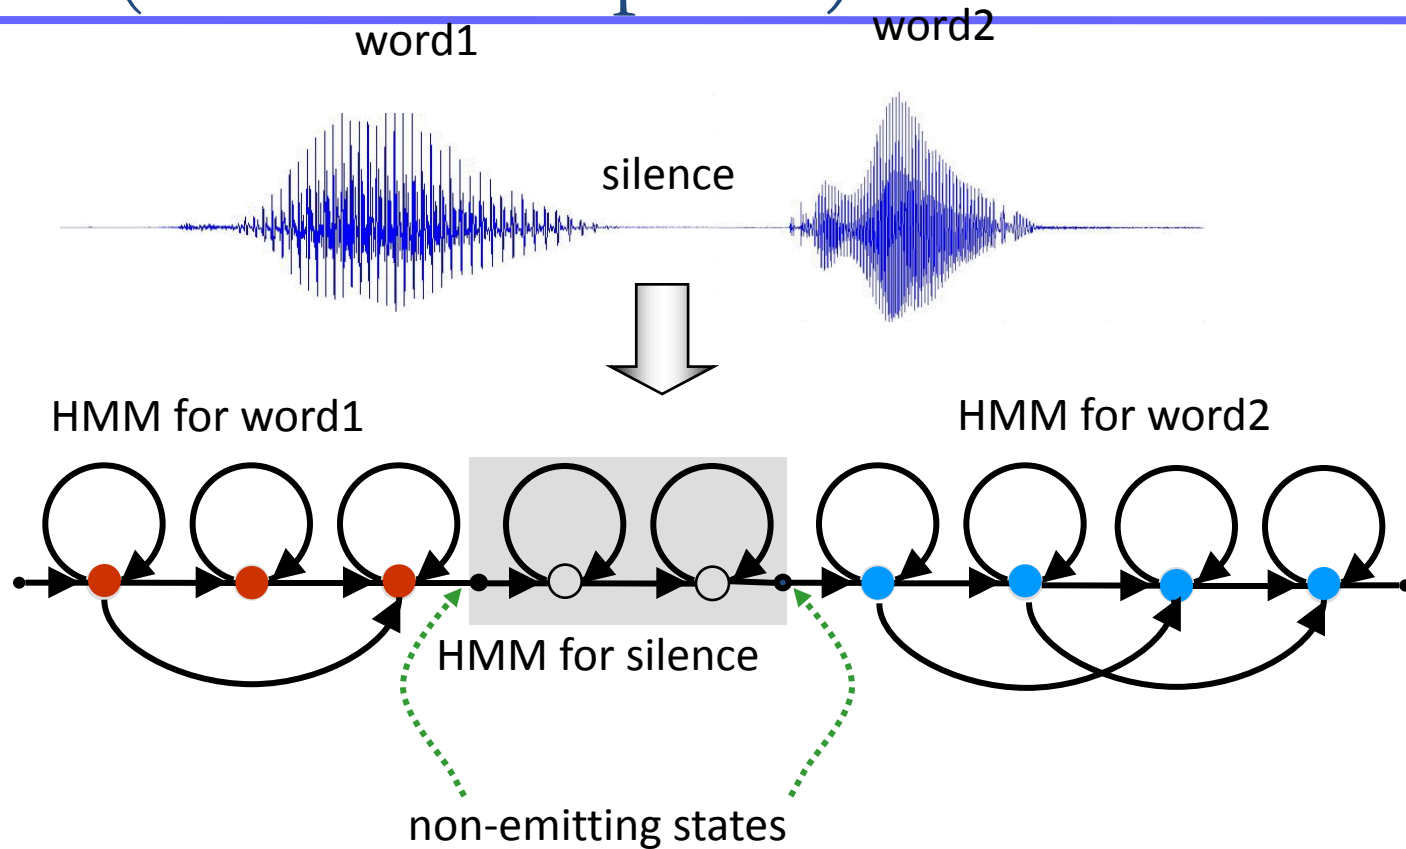 word1
word2
silence
HMM for word1
HMM for word2
HMM for silence
non-emitting states